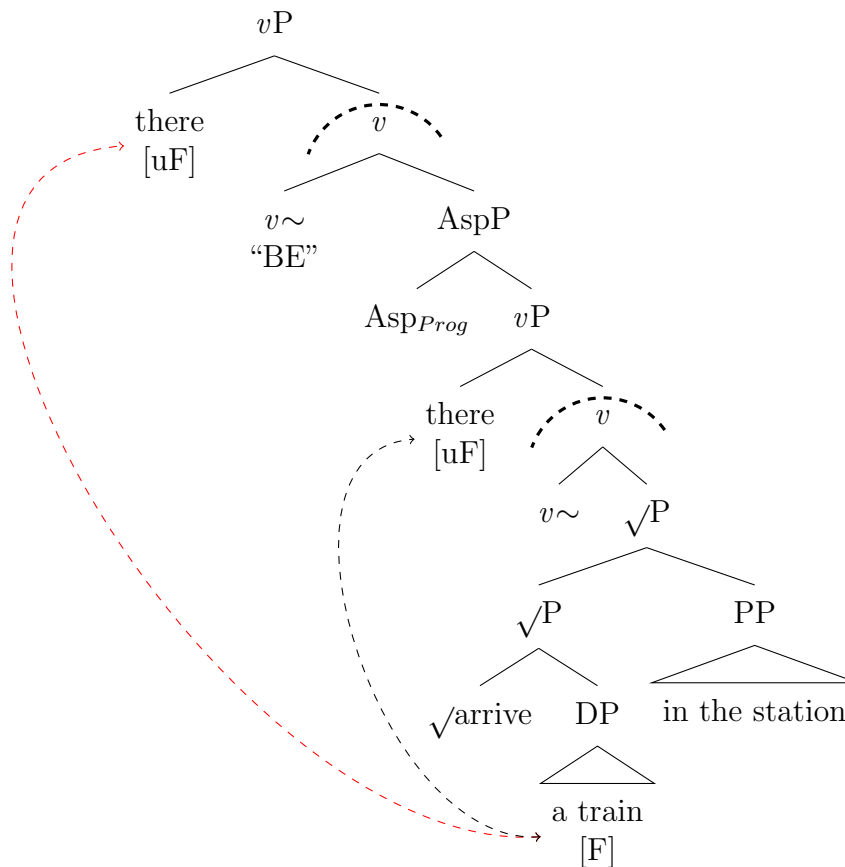 vP
there
[uF]
v
v∼
“BE”
AspP
Asp_Prog
vP
there
[uF]
v
v∼
√P
√P
PP
√arrive
DP
in the station
a train
[F]